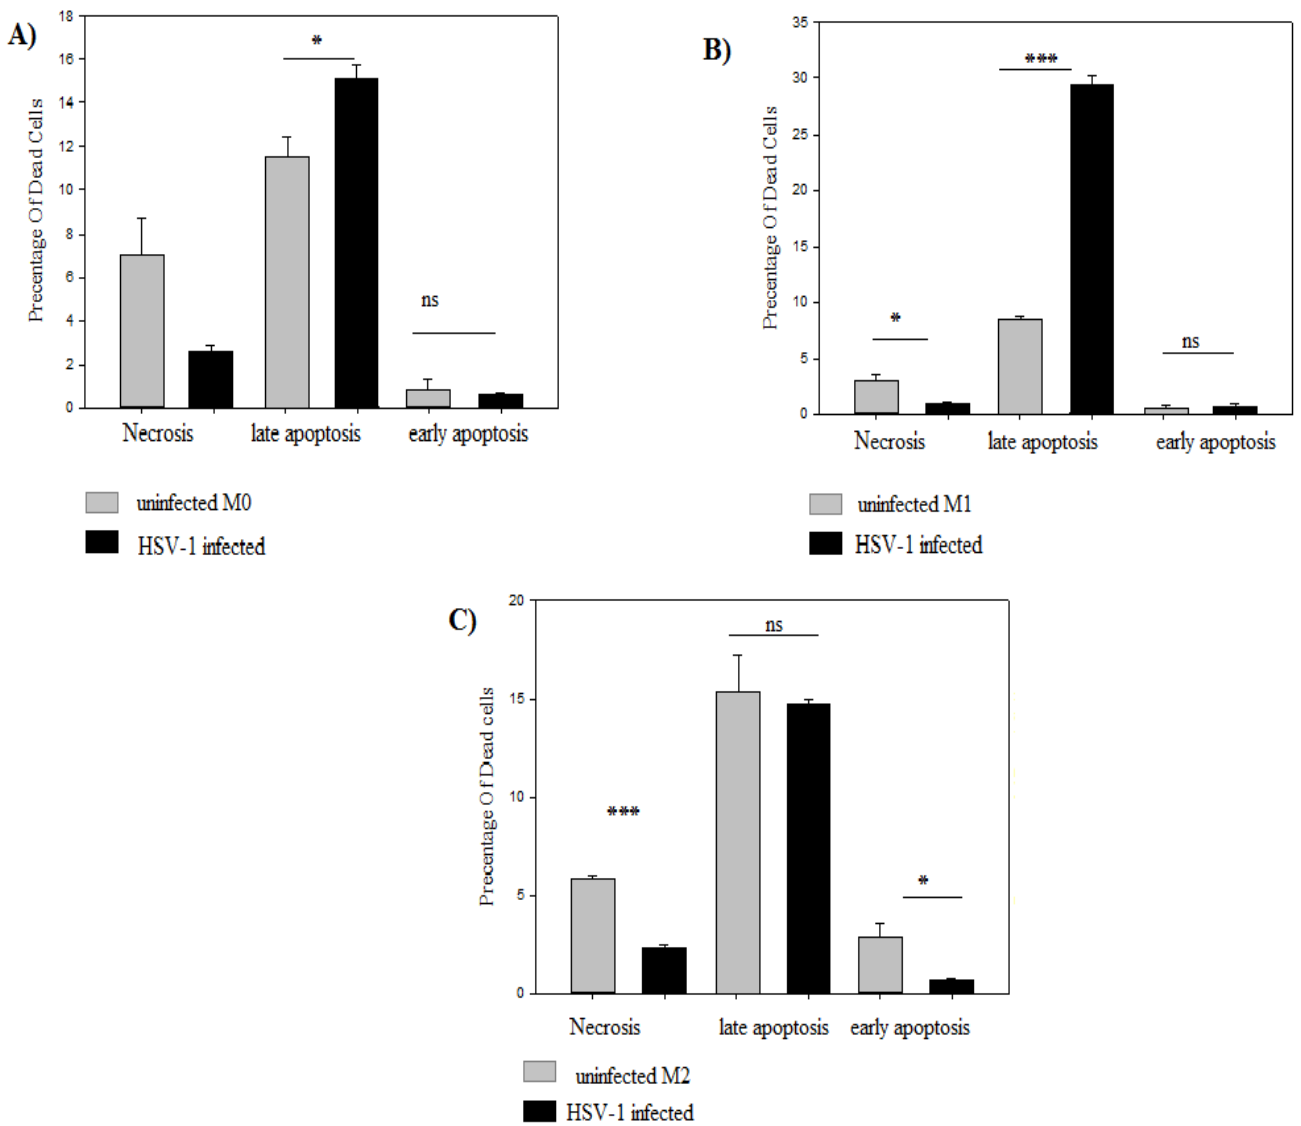 A)
Precentage Of Dead Cells
18
16
14
12
10
8
6
4
2
0
*
ns
Necrosis late apoptosis early apoptosis
uninfected M0
HSV-1 infected
B)
Precentage Of Dead Cells
35
30
25
20
15
10
5
0
***
*
ns
Necrosis late apoptosis early apoptosis
uninfected M1
HSV-1 infected
C)
Precentage Of Dead cells
20
15
10
5
0
ns
***
*
Necrosis late apoptosis early apoptosis
uninfected M2
HSV-1 infected